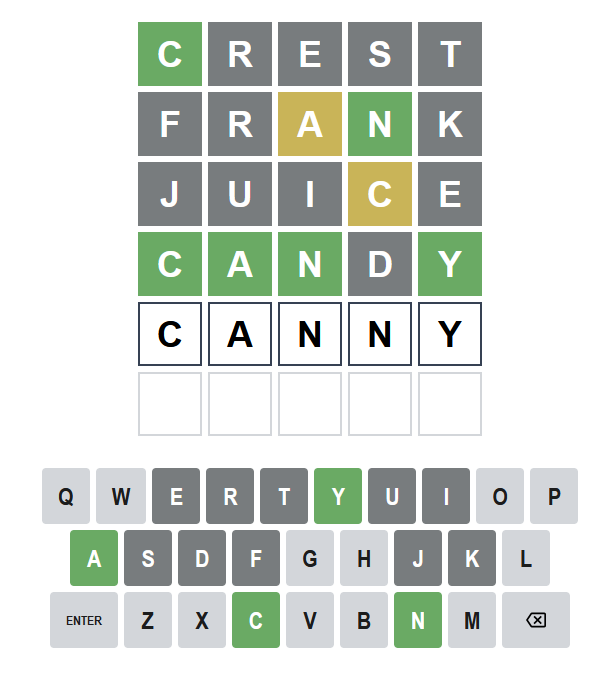 C R E S T
F R A N K
J U I C E
C A N D Y
C A N N Y
Q W E R T Y U I O P
A S D F G H J K L
ENTER Z X C V B N M